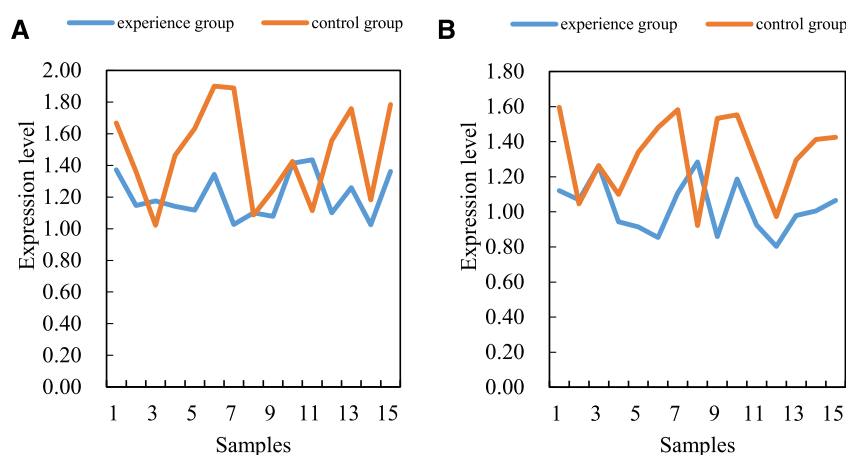 A
experience group
control group
2.00
1.80
1.60
1.40
1.20
1.00
0.80
0.60
0.40
0.20
0.00
Expression level
1 3 5 7 9 11 13 15
Samples
B
experience group
control group
1.80
1.60
1.40
1.20
1.00
0.80
0.60
0.40
0.20
0.00
Expression level
1 3 5 7 9 11 13 15
Samples